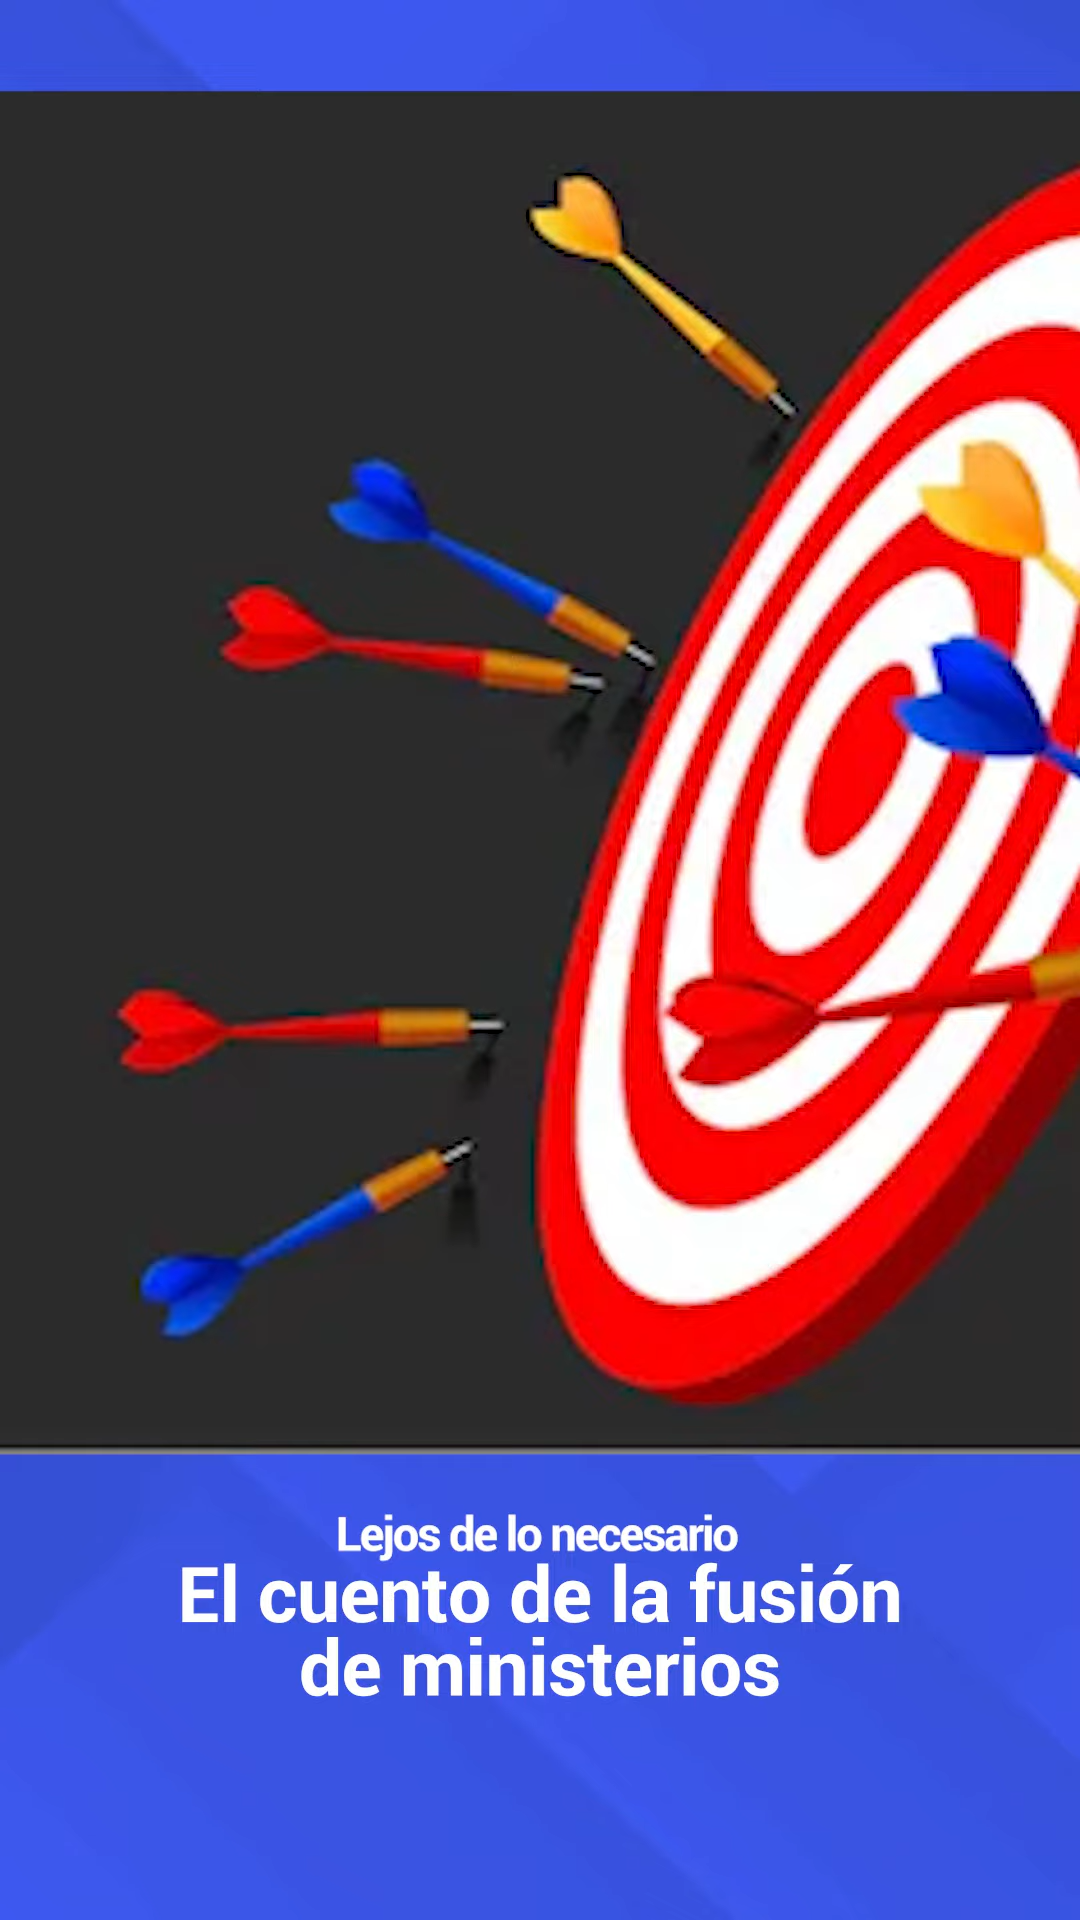 Lejos de lo necesario
El cuento de la fusión
de ministerios